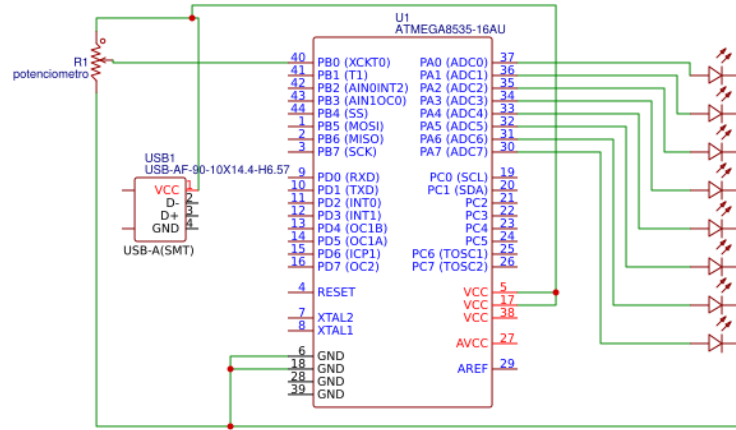 U1
ATMEGA8535-16AU
R1
potenciometro
40 PB0 (XCKT0) PA0 (ADC0) 37
41 PB1 (T1) PA1 (ADC1) 36
42 PB2 (AIN0INT2) PA2 (ADC2) 35
43 PB3 (AIN1OC0) PA3 (ADC3) 34
44 PB4 (SS) PA4 (ADC4) 33
1 PB5 (MOSI) PA5 (ADC5) 32
2 PB6 (MISO) PA6 (ADC6) 31
3 PB7 (SCK) PA7 (ADC7) 30
USB1
USB-AF-90-10X14.4-H6.57
VCC 1
D- 2
D+ 3
GND 4
USB-A(SMT)
9 PD0 (RXD) PC0 (SCL) 19
10 PD1 (TXD) PC1 (SDA) 20
11 PD2 (INT0) PC2 21
12 PD3 (INT1) PC3 22
13 PD4 (OC1B) PC4 23
14 PD5 (OC1A) PC5 24
15 PD6 (ICP1) PC6 (TOSC1) 25
16 PD7 (OC2) PC7 (TOSC2) 26
4 RESET VCC 5
VCC 17
7 XTAL2 VCC 38
8 XTAL1
AVCC 27
6 GND
18 GND AREF 29
28 GND
39 GND